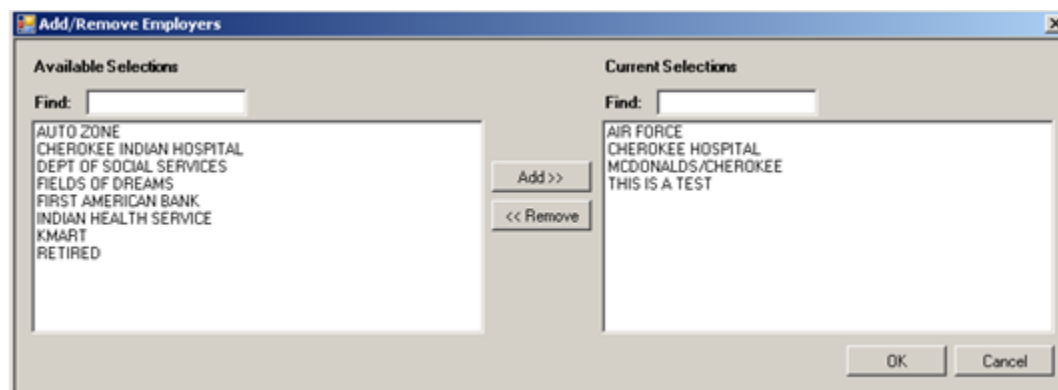 Add/Remove Employers
Available Selections
Find:
AUTO ZONE
CHEROKEE INDIAN HOSPITAL
DEPT OF SOCIAL SERVICES
FIELDS OF DREAMS
FIRST AMERICAN BANK
INDIAN HEALTH SERVICE
KMART
RETIRED
Add >>
<< Remove
Current Selections
Find:
AIR FORCE
CHEROKEE HOSPITAL
MCDONALDS/CHEROKEE
THIS IS A TEST
OK
Cancel